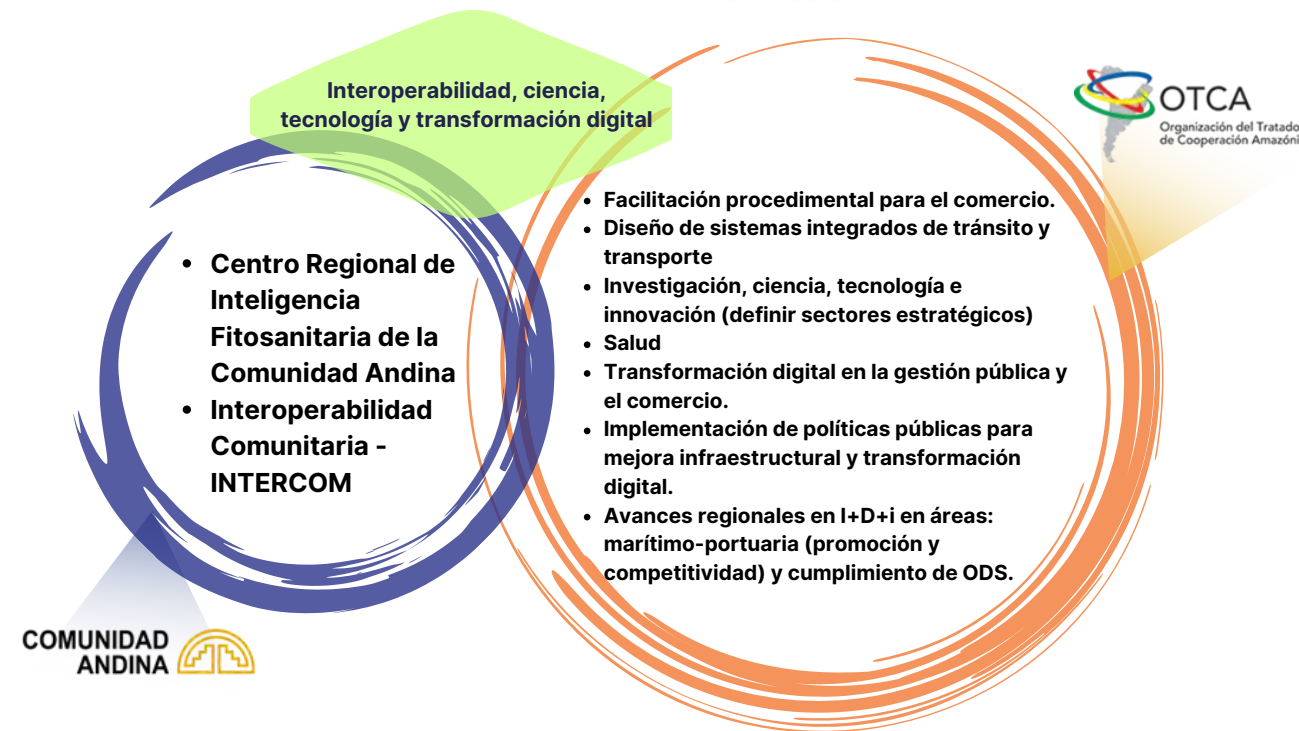 Interoperabilidad, ciencia,
tecnología y transformación digital
OTCA
Organización del Tratado
de Cooperación Amazóni
• Centro Regional de
Inteligencia
Fitosanitaria de la
Comunidad Andina
• Interoperabilidad
Comunitaria -
INTERCOM
• Facilitación procedimental para el comercio.
• Diseño de sistemas integrados de tránsito y
transporte
• Investigación, ciencia, tecnología e
innovación (definir sectores estratégicos)
• Salud
• Transformación digital en la gestión pública y
el comercio.
• Implementación de políticas públicas para
mejora infraestructural y transformación
digital.
• Avances regionales en I+D+i en áreas:
marítimo-portuaria (promoción y
competitividad) y cumplimiento de ODS.
COMUNIDAD
ANDINA